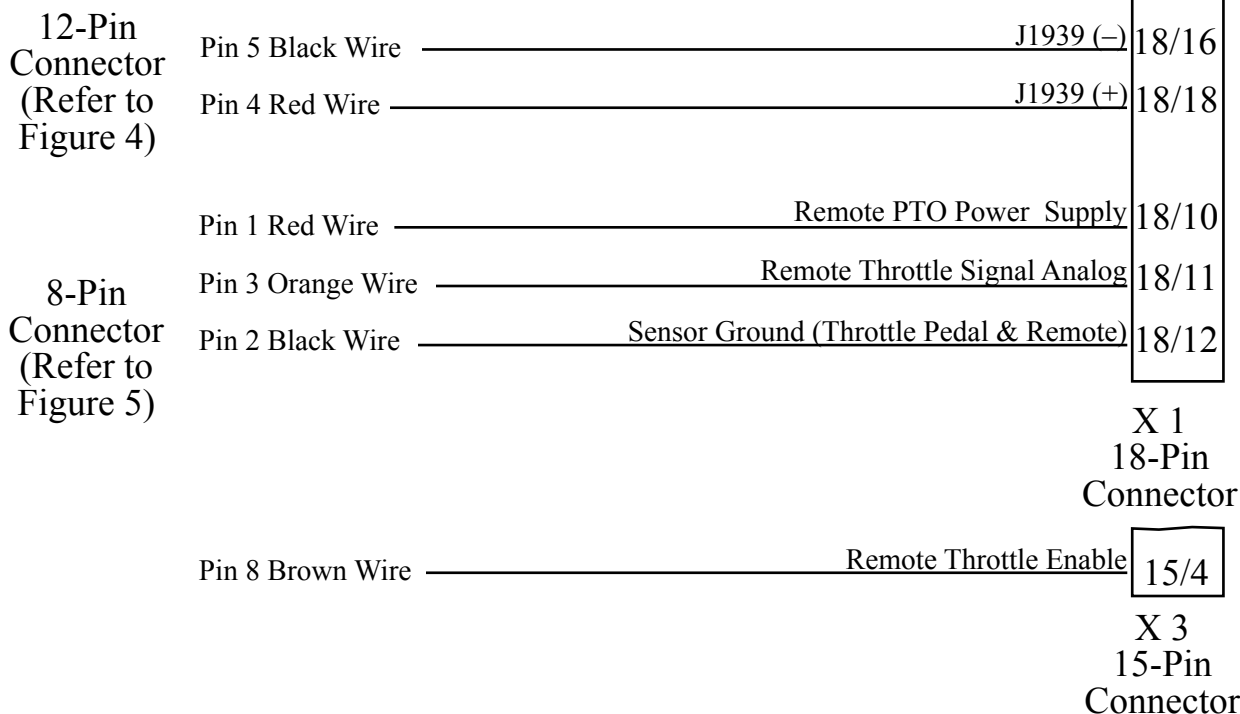 12-Pin
Connector
(Refer to
Figure 4)
Pin 5 Black Wire J1939 (–) 18/16
Pin 4 Red Wire J1939 (+) 18/18
8-Pin
Connector
(Refer to
Figure 5)
Pin 1 Red Wire Remote PTO Power Supply 18/10
Pin 3 Orange Wire Remote Throttle Signal Analog 18/11
Pin 2 Black Wire Sensor Ground (Throttle Pedal & Remote) 18/12
X 1
18-Pin
Connector
Pin 8 Brown Wire Remote Throttle Enable 15/4
X 3
15-Pin
Connector